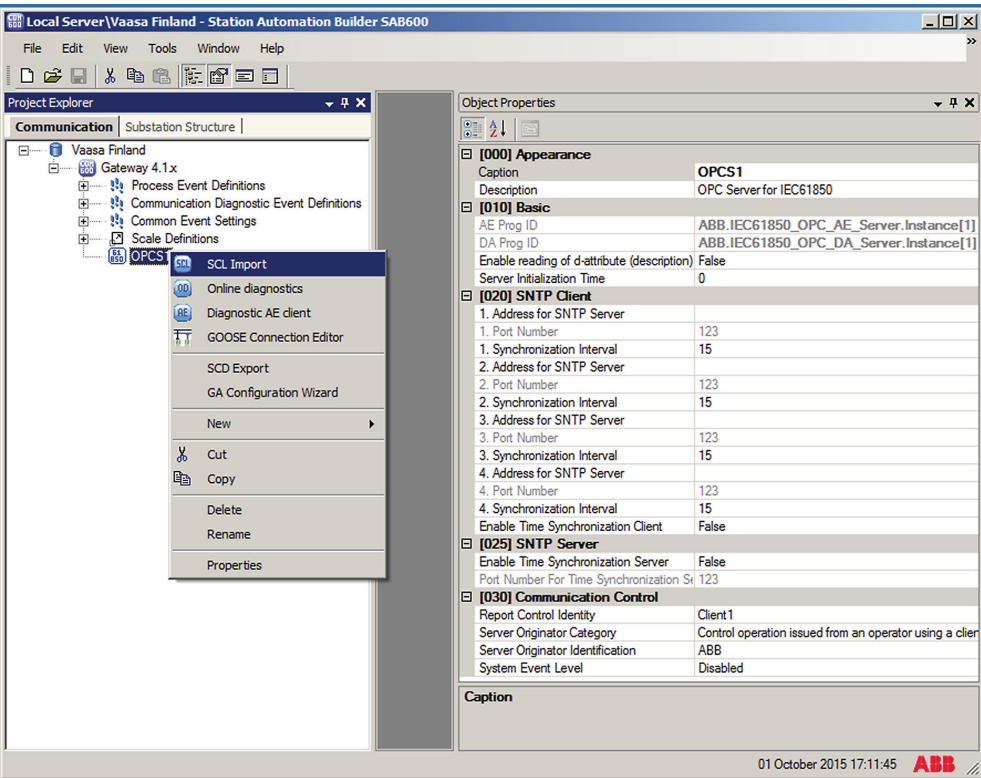 Local Server\Vaasa Finland - Station Automation Builder SAB600
File Edit View Tools Window Help
Project Explorer
Communication Substation Structure
Vaasa Finland
Gateway 4.1.x
Process Event Definitions
Communication Diagnostic Event Definitions
Common Event Settings
Scale Definitions
OPCS1
SCL SCL Import
OD Online diagnostics
AE Diagnostic AE client
GOOSE Connection Editor
SCD Export
GA Configuration Wizard
New
Cut
Copy
Delete
Rename
Properties
Object Properties
[000] Appearance
Caption OPCS1
Description OPC Server for IEC61850
[010] Basic
AE Prog ID ABB.IEC61850_OPC_AE_Server.Instance[1]
DA Prog ID ABB.IEC61850_OPC_DA_Server.Instance[1]
Enable reading of d-attribute (description) False
Server Initialization Time 0
[020] SNTP Client
1. Address for SNTP Server
1. Port Number 123
1. Synchronization Interval 15
2. Address for SNTP Server
2. Port Number 123
2. Synchronization Interval 15
3. Address for SNTP Server
3. Port Number 123
3. Synchronization Interval 15
4. Address for SNTP Server
4. Port Number 123
4. Synchronization Interval 15
Enable Time Synchronization Client False
[025] SNTP Server
Enable Time Synchronization Server False
Port Number For Time Synchronization Se 123
[030] Communication Control
Report Control Identity Client1
Server Originator Category Control operation issued from an operator using a clien
Server Originator Identification ABB
System Event Level Disabled
Caption
01 October 2015 17:11:45 ABB